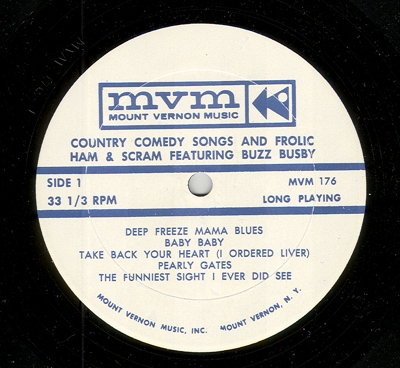 mvm
MOUNT VERNON MUSIC
COUNTRY COMEDY SONGS AND FROLIC
HAM & SCRAM FEATURING BUZZ BUSBY
SIDE 1
MVM 176
33 1/3 RPM
LONG PLAYING
DEEP FREEZE MAMA BLUES
BABY BABY
TAKE BACK YOUR HEART (I ORDERED LIVER)
PEARLY GATES
THE FUNNIEST SIGHT I EVER DID SEE
MOUNT VERNON MUSIC, INC. MOUNT VERNON, N. Y.